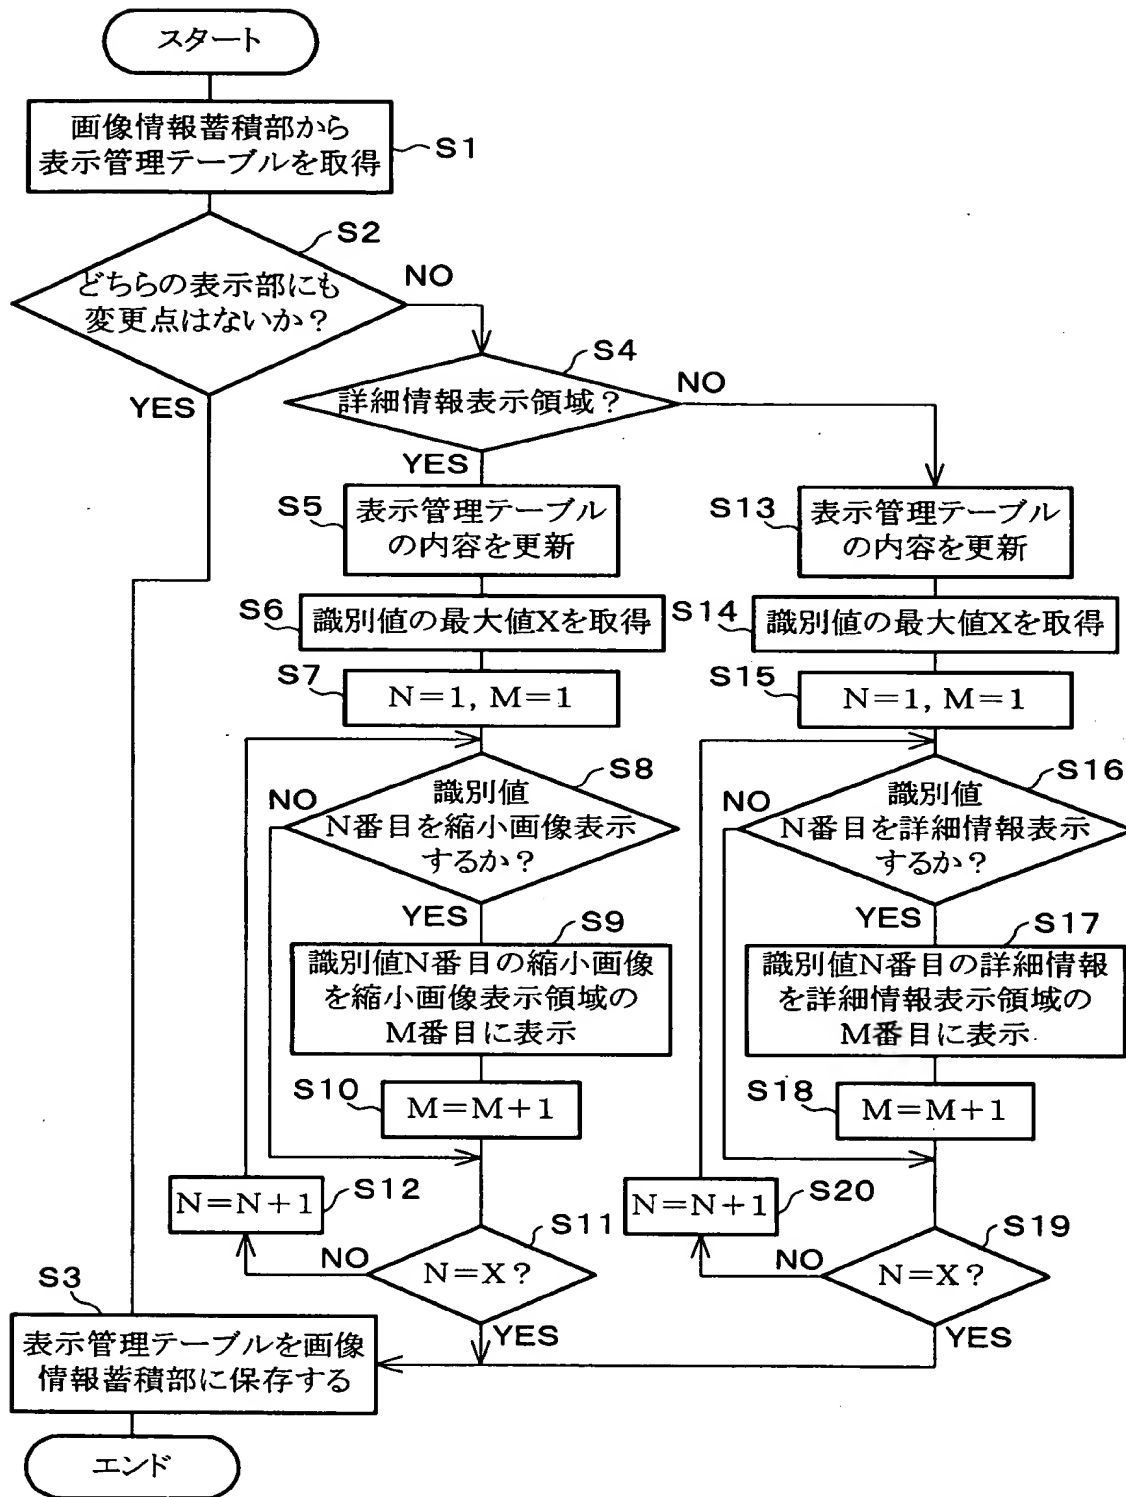 スタート
画像情報蓄積部から
表示管理テーブルを取得
S1
S2
どちらの表示部にも
変更点はないか？
NO
YES
S4
詳細情報表示領域？
NO
YES
S5
表示管理テーブル
の内容を更新
S6
識別値の最大値Xを取得
S7
N=1, M=1
S8
識別値
N番目を縮小画像表示
するか？
NO
YES
S9
識別値N番目の縮小画像
を縮小画像表示領域の
M番目に表示
S10
M=M+1
S12
N=N+1
S11
N=X？
NO
YES
S13
表示管理テーブル
の内容を更新
S14
識別値の最大値Xを取得
S15
N=1, M=1
S16
識別値
N番目を詳細情報表示
するか？
NO
YES
S17
識別値N番目の詳細情報
を詳細情報表示領域の
M番目に表示
S18
M=M+1
S20
N=N+1
S19
N=X？
NO
YES
S3
表示管理テーブルを画像
情報蓄積部に保存する
エンド